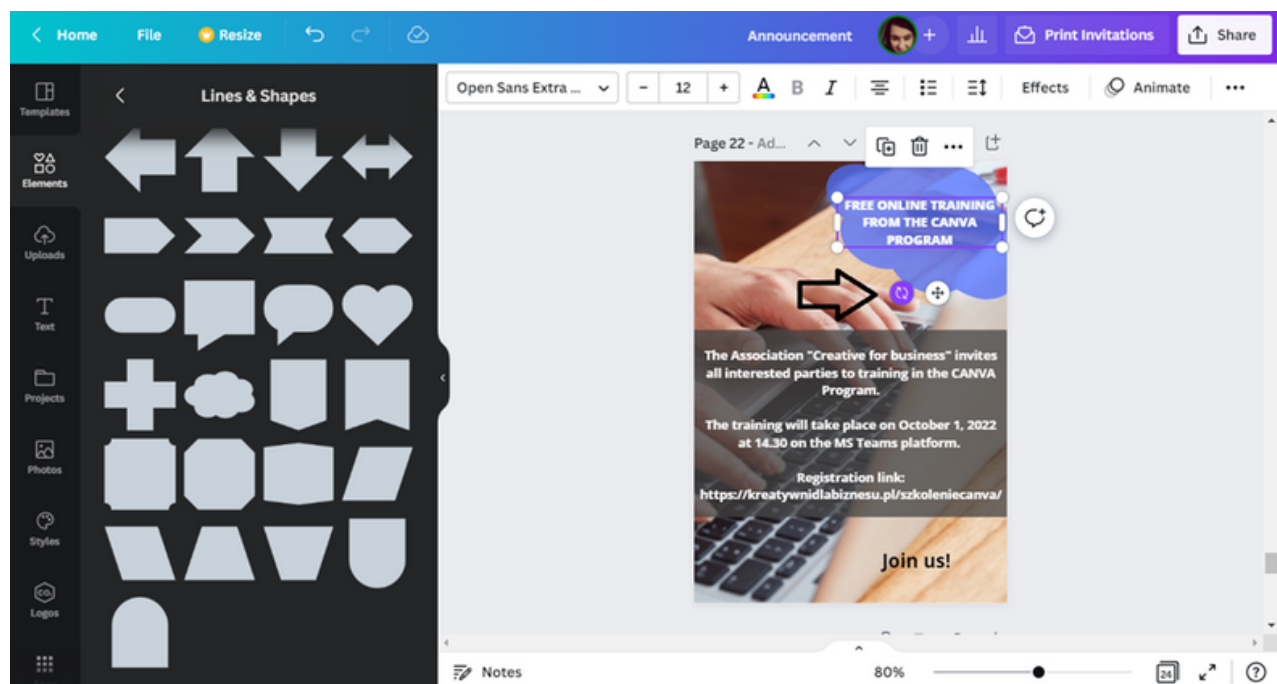 Home File Resize Announcement + Print Invitations Share
Templates
Elements
Uploads
Text
Projects
Photos
Styles
Logos
Lines & Shapes
Open Sans Extra ... - 12 + A B I Effects Animate ...
Page 22 - Ad...
FREE ONLINE TRAINING
FROM THE CANVA
PROGRAM
The Association "Creative for business" invites
all interested parties to training in the CANVA
Program.
The training will take place on October 1, 2022
at 14.30 on the MS Teams platform.
Registration link:
https://kreatywnidlabiznesu.pl/szkoleniecanva/
Join us!
Notes 80% 24 ?